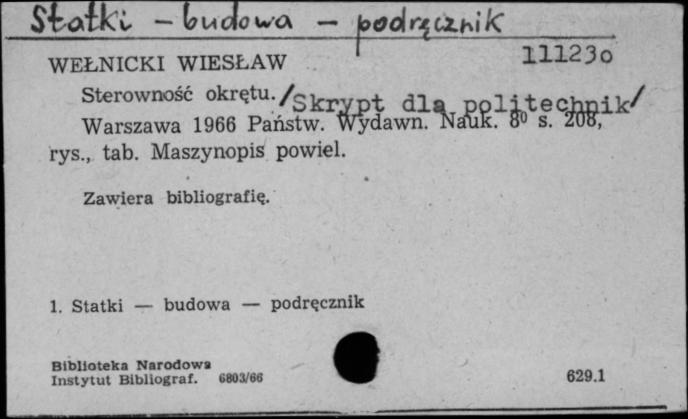 Statki - budowa - podręcznik
WEŁNICKI WIESŁAW 111230
Sterowność okrętu. /Skrypt dla politechnik/
Warszawa 1966 Państw. Wydawn. Nauk. 8⁰ s. 208,
rys., tab. Maszynopis powiel.
Zawiera bibliografię.
1. Statki — budowa — podręcznik
Biblioteka Narodowa
Instytut Bibliograf. 6803/66 629.1